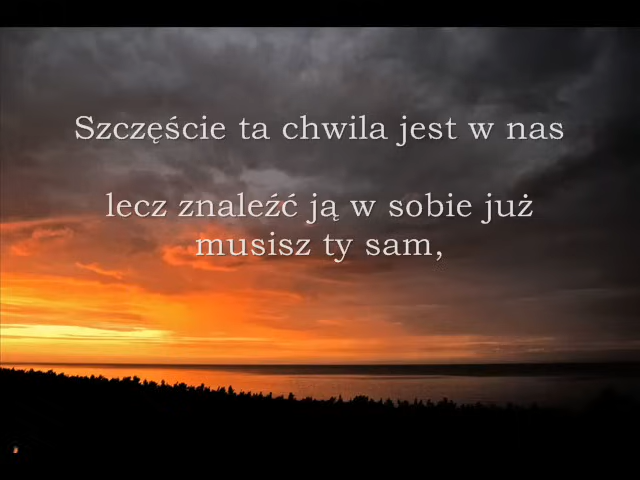 Szczęście ta chwila jest w nas
lecz znaleźć ją w sobie już
musisz ty sam,